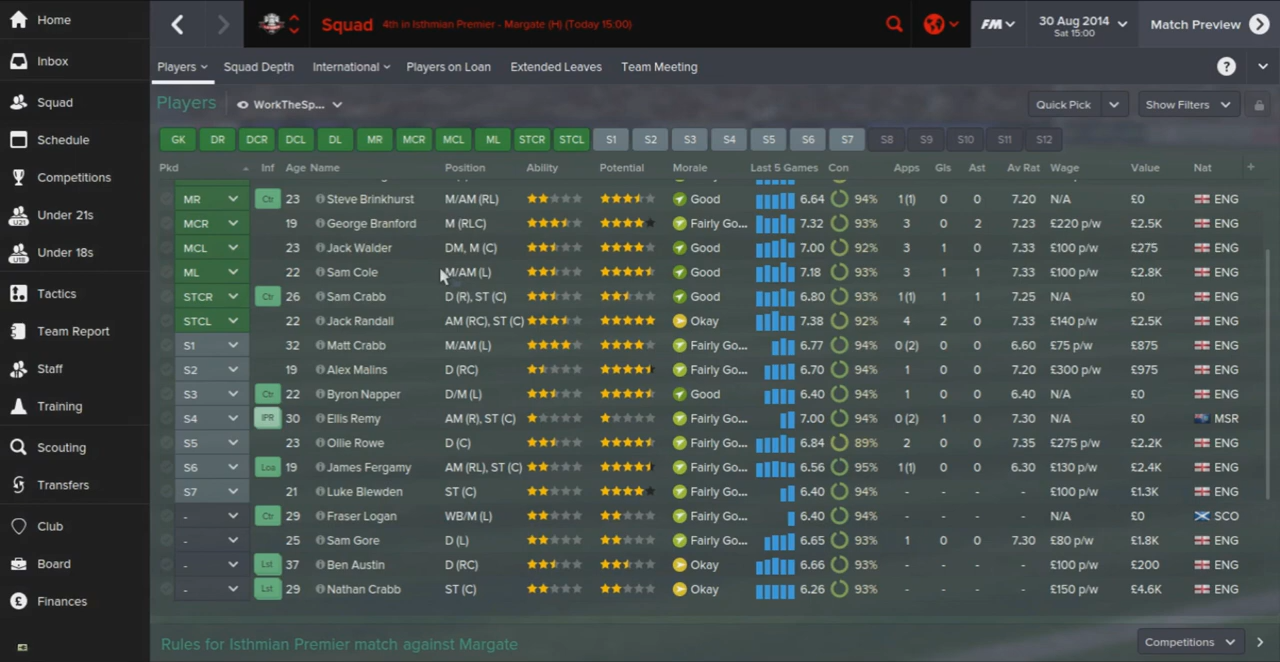 Home
Inbox
Squad
Schedule
Competitions
U21 Under 21s
U18 Under 18s
Tactics
Team Report
Staff
Training
Scouting
Transfers
Club
Board
£ Finances
Squad 4th in Isthmian Premier - Margate (H) (Today 15:00)
FM
30 Aug 2014
Sat 15:00
Match Preview
Players Squad Depth International Players on Loan Extended Leaves Team Meeting ?
Players WorkTheSp... Quick Pick Show Filters
GK DR DCR DCL DL MR MCR MCL ML STCR STCL S1 S2 S3 S4 S5 S6 S7 S8 S9 S10 S11 S12
Pkd Inf Age Name Position Ability Potential Morale Last 5 Games Con Apps Gls Ast Av Rat Wage Value Nat +
MR Ctr 23 Steve Brinkhurst M/AM (RL) Good 6.64 94% 1(1) 0 0 7.20 N/A £0 ENG
MCR 19 George Branford M (RLC) Fairly Go... 7.32 93% 3 0 2 7.23 £220 p/w £2.5K ENG
MCL 23 Jack Walder DM, M (C) Good 7.00 92% 3 1 0 7.33 £100 p/w £275 ENG
ML 22 Sam Cole M/AM (L) Good 7.18 93% 3 1 1 7.33 £100 p/w £2.8K ENG
STCR Ctr 26 Sam Crabb D (R), ST (C) Good 6.80 93% 1(1) 1 1 7.25 N/A £0 ENG
STCL 22 Jack Randall AM (RC), ST (C) Okay 7.38 92% 4 2 0 7.33 £140 p/w £2.5K ENG
S1 32 Matt Crabb M/AM (L) Fairly Go... 6.77 94% 0 (2) 0 0 6.60 £75 p/w £875 ENG
S2 19 Alex Malins D (RC) Fairly Go... 6.70 94% 1 0 0 7.20 £300 p/w £975 ENG
S3 Ctr 22 Byron Napper D/M (L) Good 6.40 94% 1 0 0 6.40 N/A £0 ENG
S4 IPR 30 Ellis Remy AM (R), ST (C) Fairly Go... 7.00 94% 0 (2) 1 0 7.30 N/A £0 MSR
S5 23 Ollie Rowe D (C) Fairly Go... 6.84 89% 2 0 0 7.35 £275 p/w £2.2K ENG
S6 Loa 19 James Fergamy AM (RL), ST (C) Fairly Go... 6.56 95% 1(1) 0 0 6.30 £130 p/w £2.4K ENG
S7 21 Luke Blewden ST (C) Fairly Go... 6.40 94% - - - - £100 p/w £1.3K ENG
- Ctr 29 Fraser Logan WB/M (L) Fairly Go... 6.40 94% - - - - N/A £0 SCO
- 25 Sam Gore D (L) Fairly Go... 6.65 93% 1 0 0 7.30 £80 p/w £1.8K ENG
- Lst 37 Ben Austin D (RC) Okay 6.66 93% - - - - £100 p/w £200 ENG
- Lst 29 Nathan Crabb ST (C) Okay 6.26 93% - - - - £150 p/w £4.6K ENG
Rules for Isthmian Premier match against Margate Competitions